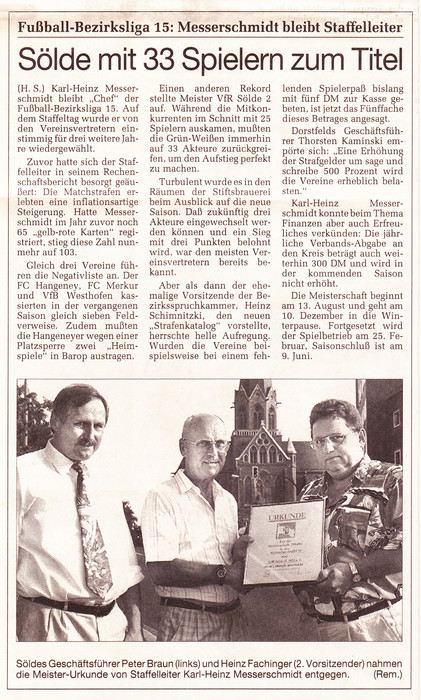 Fußball-Bezirksliga 15: Messerschmidt bleibt Staffelleiter
Sölde mit 33 Spielern zum Titel
(H. S.) Karl-Heinz Messer-
schmidt bleibt „Chef“ der
Fußball-Bezirksliga 15. Auf
dem Staffeltag wurde er von
den Vereinsvertretern ein-
stimmig für drei weitere Jah-
re wiedergewählt.
Zuvor hatte sich der Staf-
felleiter in seinem Rechen-
schaftsbericht besorgt geäu-
ßert: Die Matchstrafen er-
lebten eine inflationsartige
Steigerung. Hatte Messer-
schmidt im Jahr zuvor noch
65 „gelb-rote Karten“ regi-
striert, stieg diese Zahl nun-
mehr auf 103.
Gleich drei Vereine füh-
ren die Negativliste an. Der
FC Hangeney, FC Merkur
und VfB Westhofen kas-
sierten in der vergangenen
Saison gleich sieben Feld-
verweise. Zudem mußten
die Hangeneyer wegen einer
Platzsperre zwei „Heim-
spiele“ in Barop austragen.
Einen anderen Rekord
stellte Meister VfR Sölde 2
auf. Während die Mitkon-
kurrenten im Schnitt mit 25
Spielern auskamen, mußten
die Grün-Weißen immerhin
auf 33 Akteure zurückgrei-
fen, um den Aufstieg perfekt
zu machen.
Turbulent wurde es in den
Räumen der Stiftsbrauerei
beim Ausblick auf die neue
Saison. Daß zukünftig drei
Akteure eingewechselt wer-
den können und ein Sieg
mit drei Punkten belohnt
wird, war den meisten Ver-
einsvertretern bereits be-
kannt.
Aber als dann der ehe-
malige Vorsitzende der Be-
zirksspruchkammer, Heinz
Schimnitzki, den neuen
„Strafenkatalog“ vorstellte,
herrschte helle Aufregung.
Wurden die Vereine bei-
spielsweise bei einem feh-
lenden Spielerpaß bislang
mit fünf DM zur Kasse ge-
beten, ist jetzt das Fünffache
dieses Betrages angesagt.
Dorstfelds Geschäftsfüh-
rer Thorsten Kaminski em-
pörte sich: „Eine Erhöhung
der Strafgelder um sage und
schreibe 500 Prozent wird
die Vereine erheblich bela-
sten.“
Karl-Heinz Messer-
schmidt konnte beim Thema
Finanzen aber auch Erfreu-
liches verkünden: Die jähr-
liche Verbands-Abgabe an
den Kreis beträgt auch wei-
terhin 300 DM und wird in
der kommenden Saison
nicht erhöht.
Die Meisterschaft beginnt
am 13. August und geht am
10. Dezember in die Win-
terpause. Fortgesetzt wird
der Spielbetrieb am 25. Fe-
bruar, Saisonschluß ist am
9. Juni.
URKUNDE
Söldes Geschäftsführer Peter Braun (links) und Heinz Fachinger (2. Vorsitzender) nahmen
die Meister-Urkunde von Staffelleiter Karl-Heinz Messerschmidt entgegen. (Rem.)